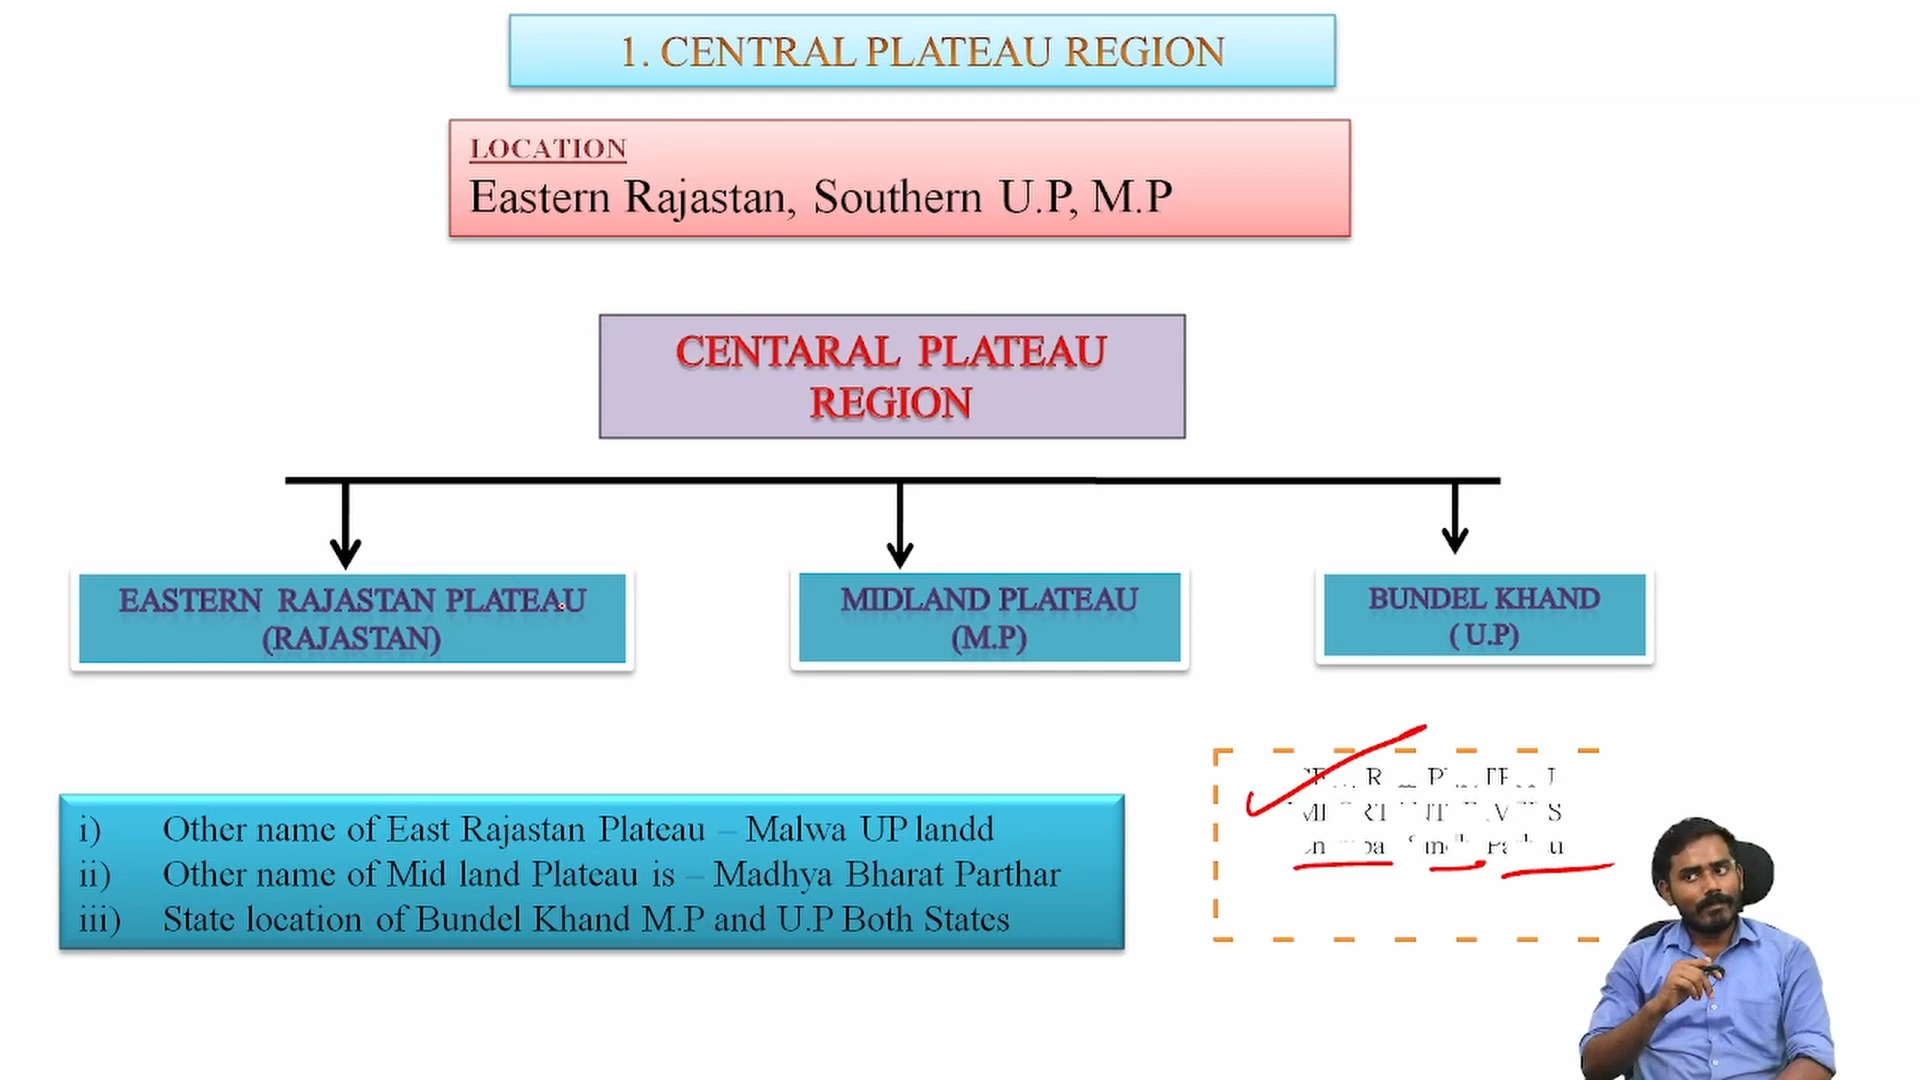 1. CENTRAL PLATEAU REGION
LOCATION
Eastern Rajastan, Southern U.P, M.P
CENTARAL PLATEAU
REGION
EASTERN RAJASTAN PLATEAU
(RAJASTAN)
MIDLAND PLATEAU
(M.P)
BUNDEL KHAND
( U.P)
i) Other name of East Rajastan Plateau – Malwa UP landd
ii) Other name of Mid land Plateau is – Madhya Bharat Parthar
iii) State location of Bundel Khand M.P and U.P Both States